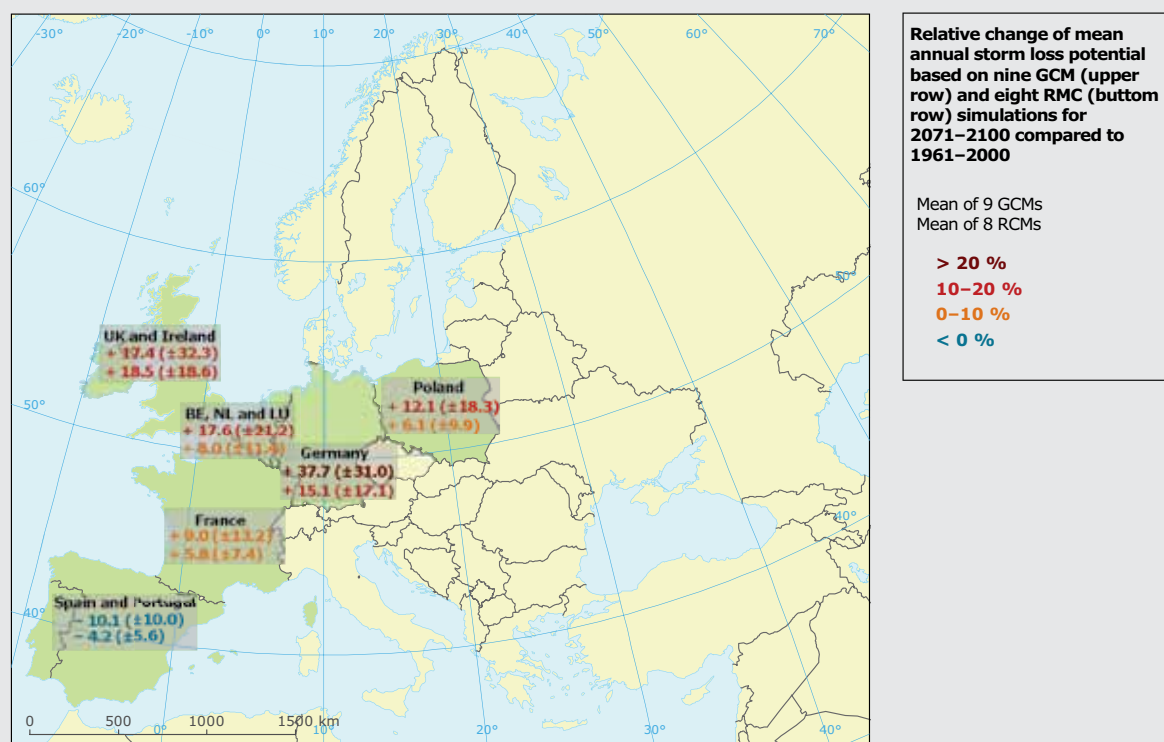 -30°
-20°
-10°
0°
10°
20°
30°
40°
50°
60°
70°
60°
50°
40°
50°
40°
0°
10°
20°
30°
40°
UK and Ireland
+ 17.4 (±32.3)
+ 18.5 (±18.6)
Poland
+ 12.1 (±18.3)
+ 6.1 (±9.9)
BE, NL and LU
+ 17.6 (±21.2)
+ 8.0 (±11.4)
Germany
+ 37.7 (±31.0)
+ 15.1 (±17.1)
France
+ 9.0 (±13.2)
+ 5.8 (±7.4)
Spain and Portugal
− 10.1 (±10.0)
− 4.2 (±5.6)
0 500 1000 1500 km
Relative change of mean
annual storm loss potential
based on nine GCM (upper
row) and eight RMC (buttom
row) simulations for
2071–2100 compared to
1961–2000
Mean of 9 GCMs
Mean of 8 RCMs
> 20 %
10–20 %
0–10 %
< 0 %